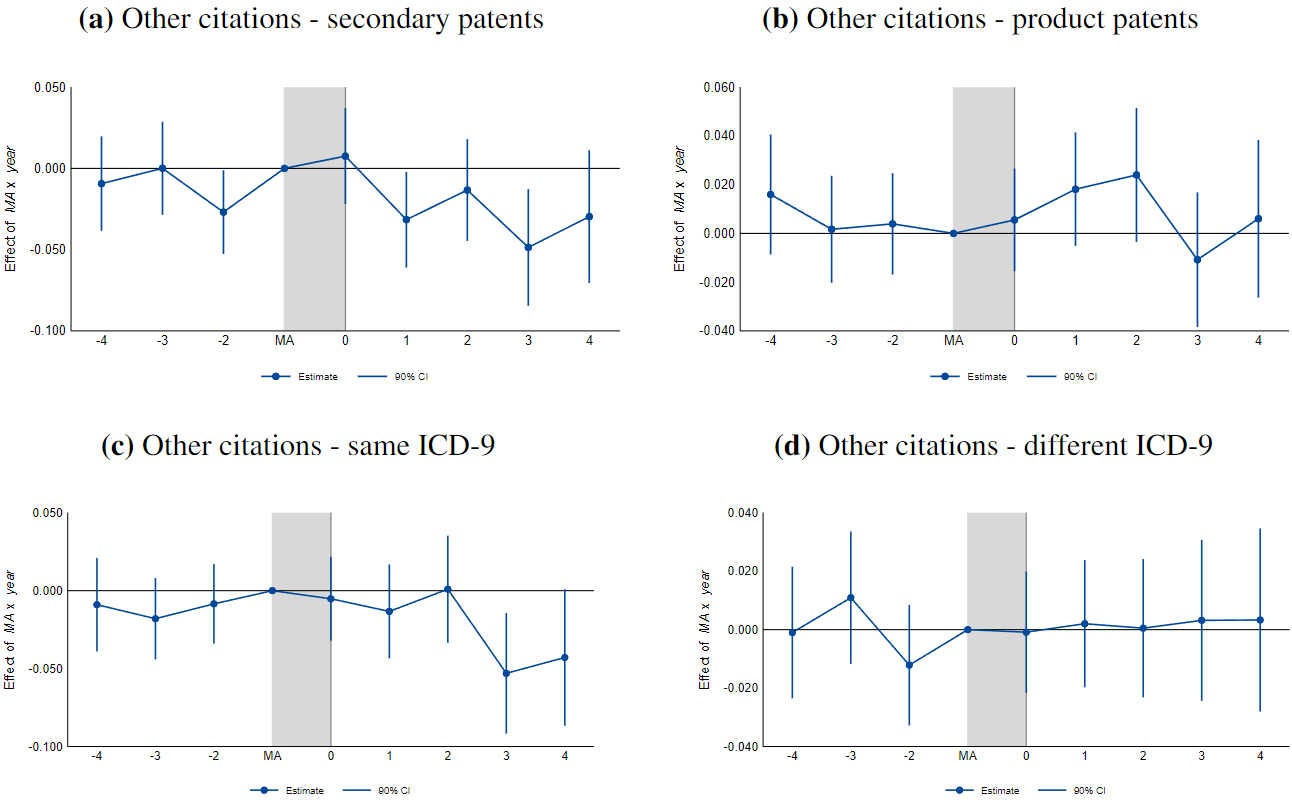 (a) Other citations - secondary patents
0.050
0.000
-0.050
-0.100
Effect of MA x year
-4 -3 -2 MA 0 1 2 3 4
Estimate 90% CI
(b) Other citations - product patents
0.060
0.040
0.020
0.000
-0.020
-0.040
Effect of MA x year
-4 -3 -2 MA 0 1 2 3 4
Estimate 90% CI
(c) Other citations - same ICD-9
0.050
0.000
-0.050
-0.100
Effect of MA x year
-4 -3 -2 MA 0 1 2 3 4
Estimate 90% CI
(d) Other citations - different ICD-9
0.040
0.020
0.000
-0.020
-0.040
Effect of MA x year
-4 -3 -2 MA 0 1 2 3 4
Estimate 90% CI